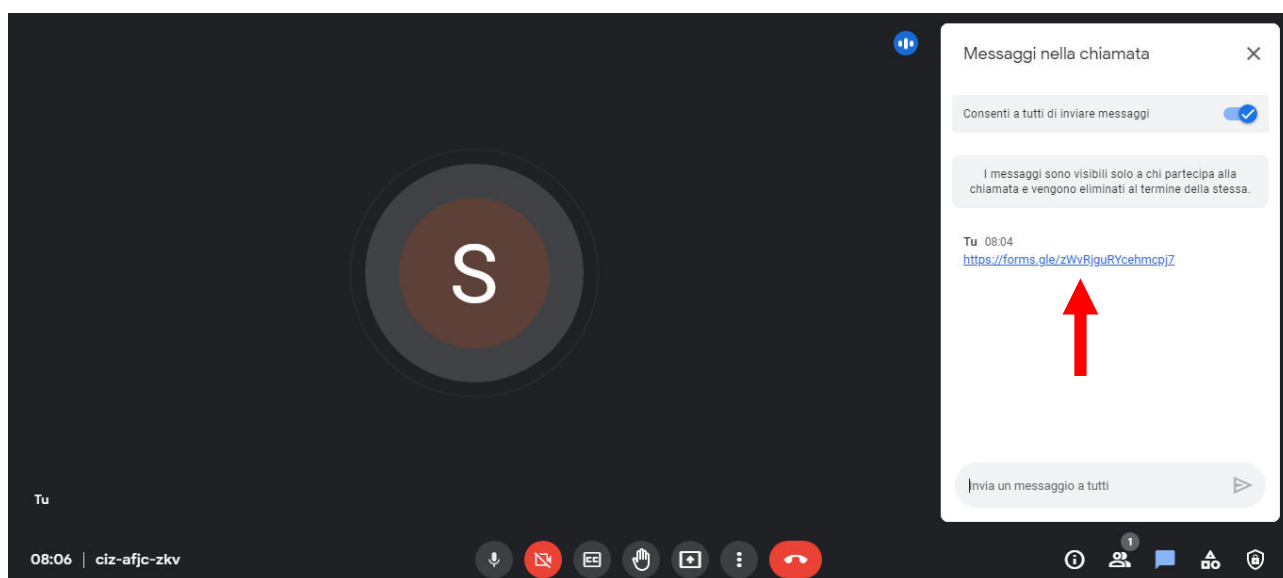 Messaggi nella chiamata
Consenti a tutti di inviare messaggi
I messaggi sono visibili solo a chi partecipa alla
chiamata e vengono eliminati al termine della stessa.
Tu 08:04
https://forms.gle/zWvRjguRYcehmcpj7
S
Invia un messaggio a tutti
Tu
08:06 | ciz-afjc-zkv
CC
1